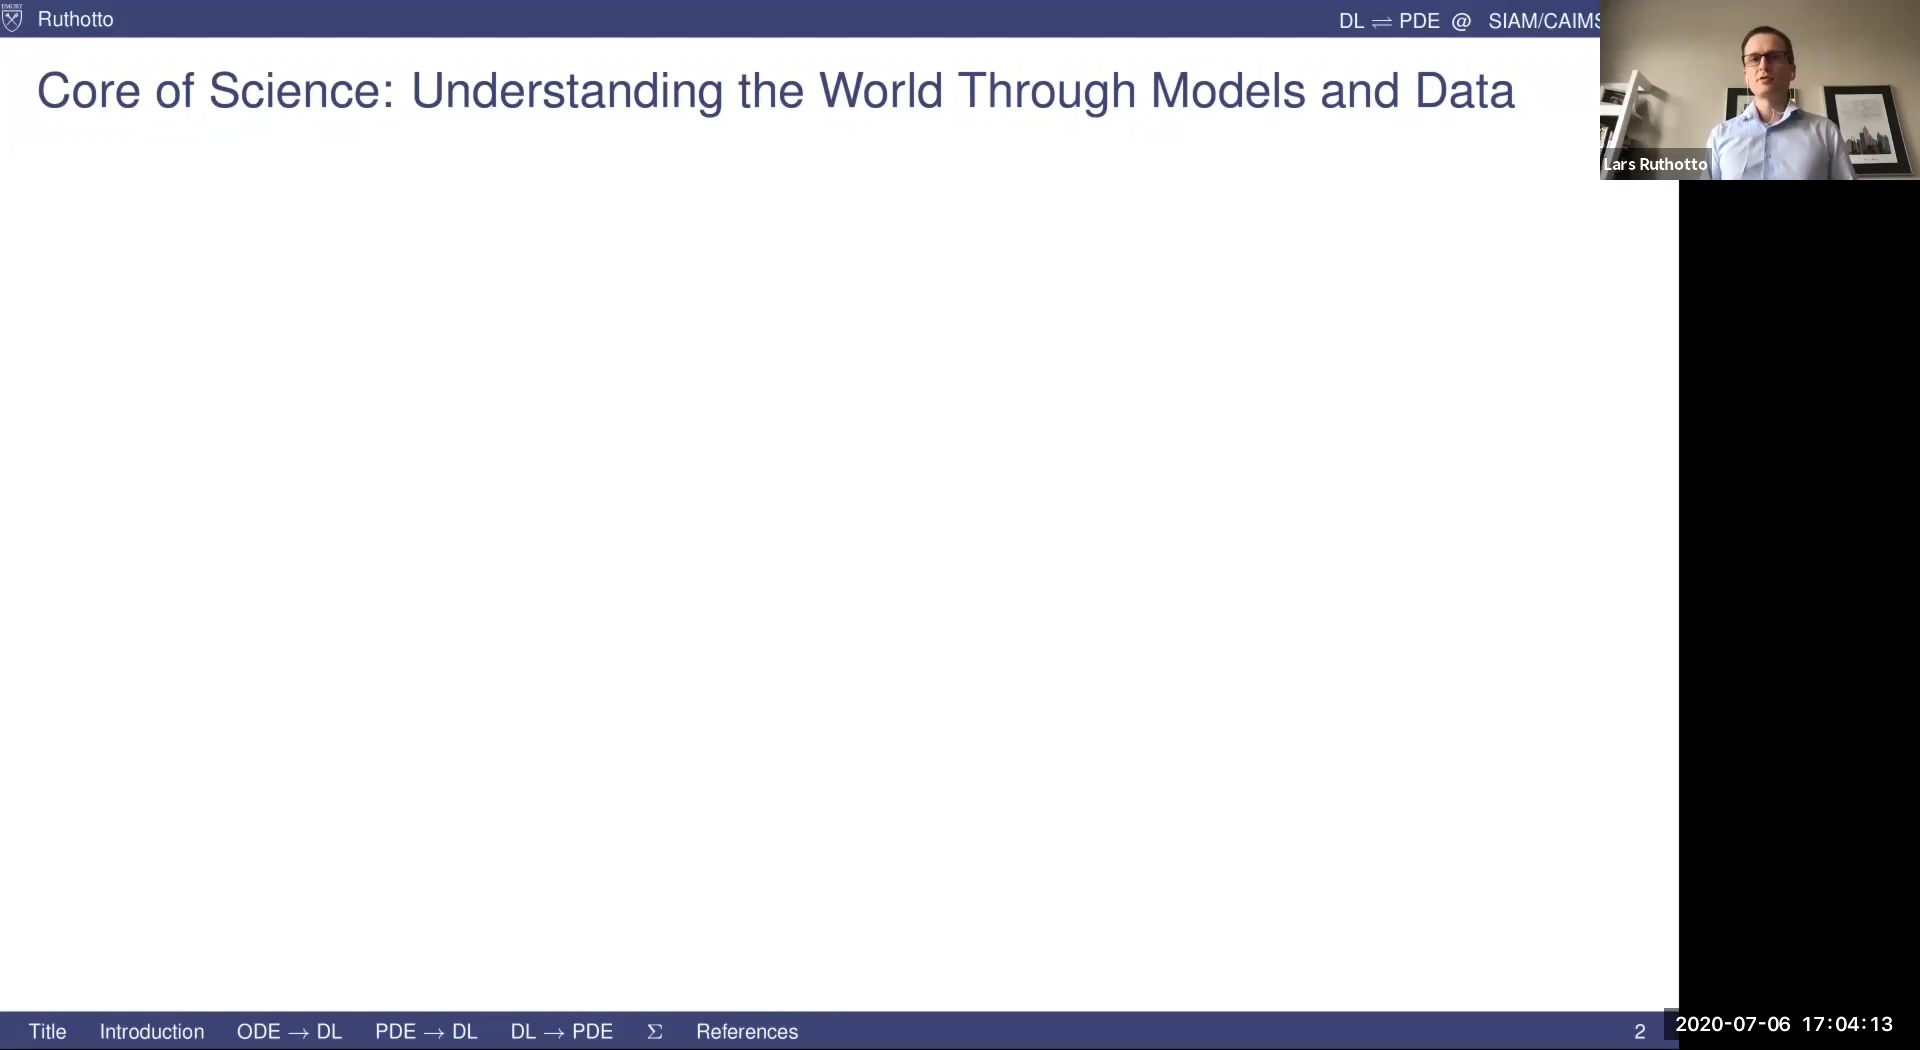 EMORY
Ruthotto
DL ⇌ PDE @ SIAM/CAIMS
Core of Science: Understanding the World Through Models and Data
Lars Ruthotto
Title Introduction ODE → DL PDE → DL DL → PDE Σ References
2
2020-07-06 17:04:13